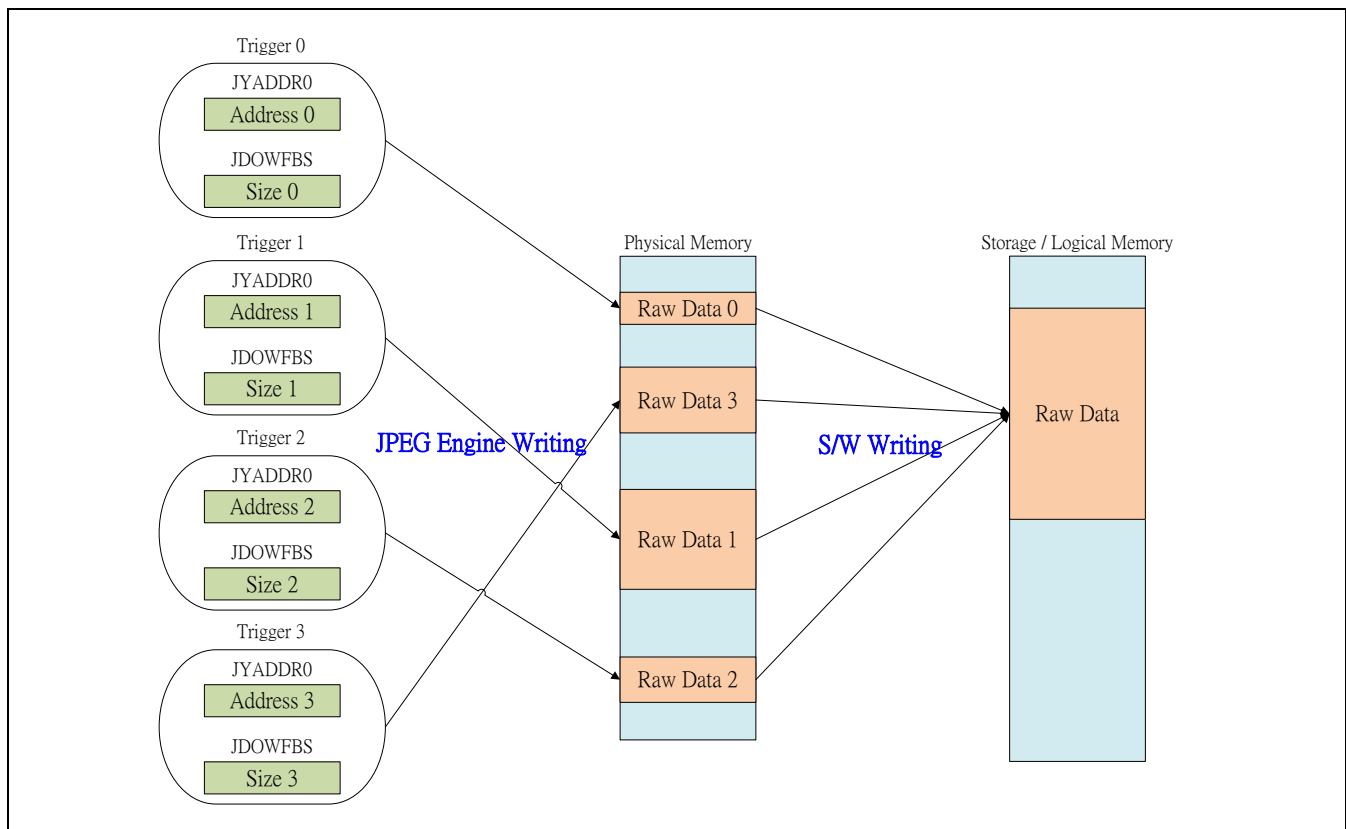 Trigger 0
JYADDR0
Address 0
JDOWFBS
Size 0
Trigger 1
JYADDR0
Address 1
JDOWFBS
Size 1
Trigger 2
JYADDR0
Address 2
JDOWFBS
Size 2
Trigger 3
JYADDR0
Address 3
JDOWFBS
Size 3
JPEG Engine Writing
Physical Memory
Raw Data 0
Raw Data 3
Raw Data 1
Raw Data 2
S/W Writing
Storage / Logical Memory
Raw Data